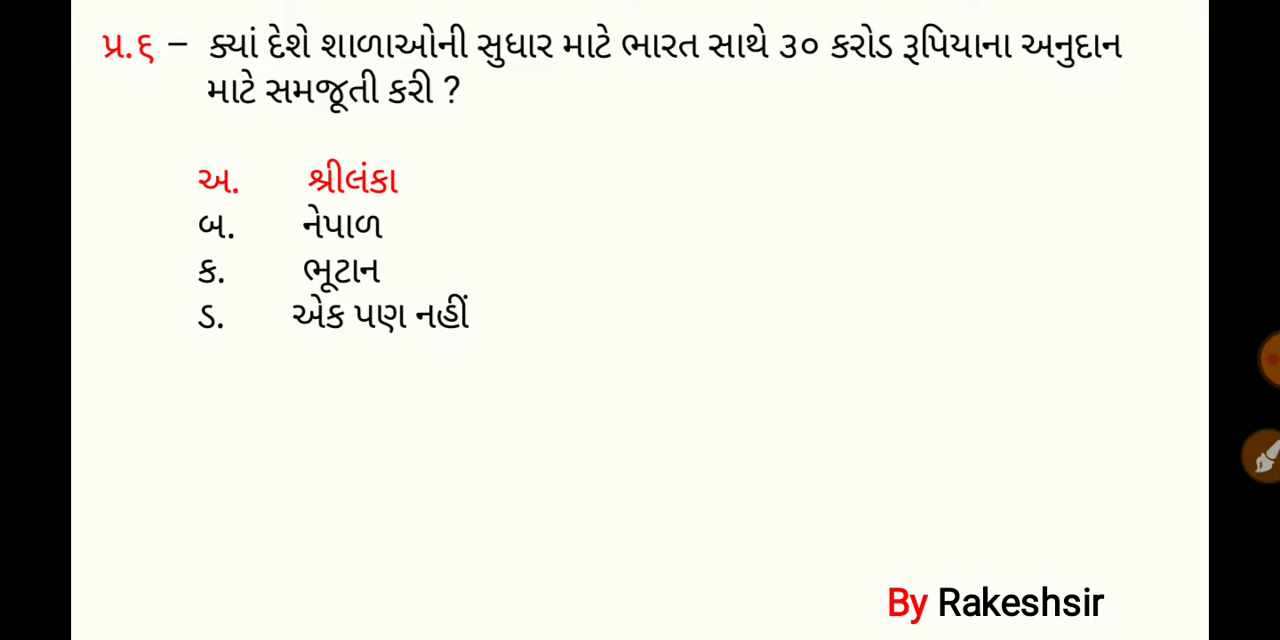 પ્ર.૬ – ક્યાં દેશે શાળાઓની સુધાર માટે ભારત સાથે ૩૦ કરોડ રૂપિયાના અનુદાન
માટે સમજૂતી કરી ?
અ. શ્રીલંકા
બ. નેપાળ
ક. ભૂટાન
ડ. એક પણ નહીં
By Rakeshsir